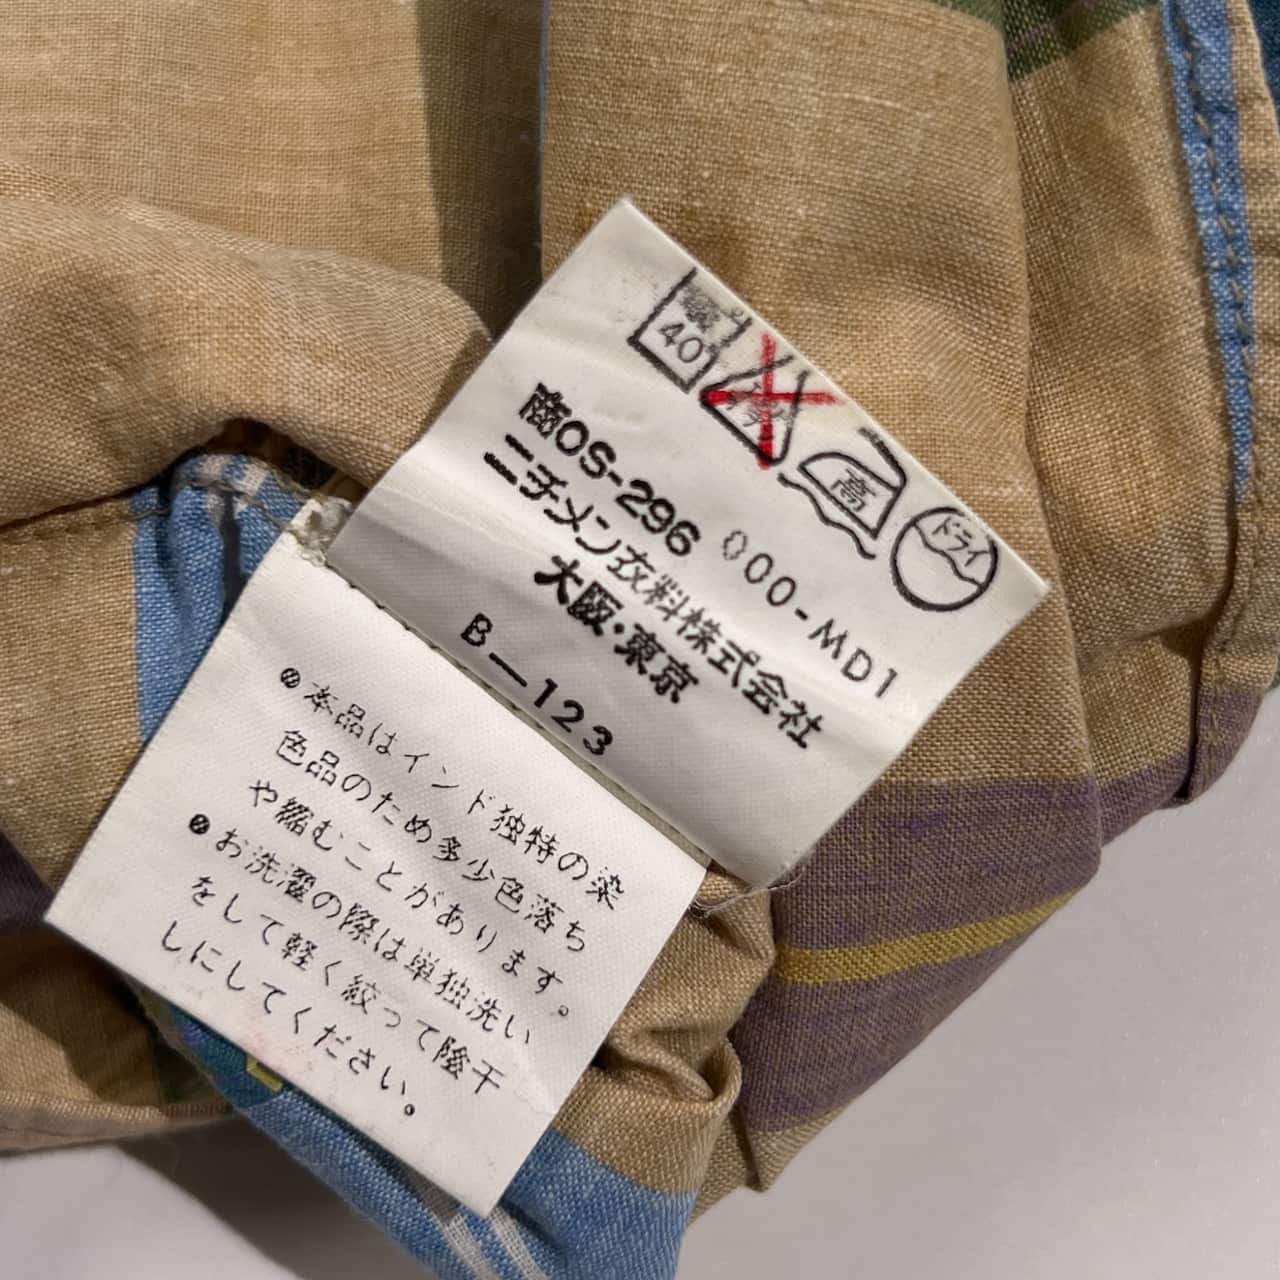 40
高
ドライ
商OS-296 000-MD1
ニチメン衣料株式会社
大阪・東京
B-123
本品はインド独特の染
色品のため多少色落ち
や縮むことがあります。
お洗濯の際は単独洗い
をして軽く絞って陰干
しにしてください。